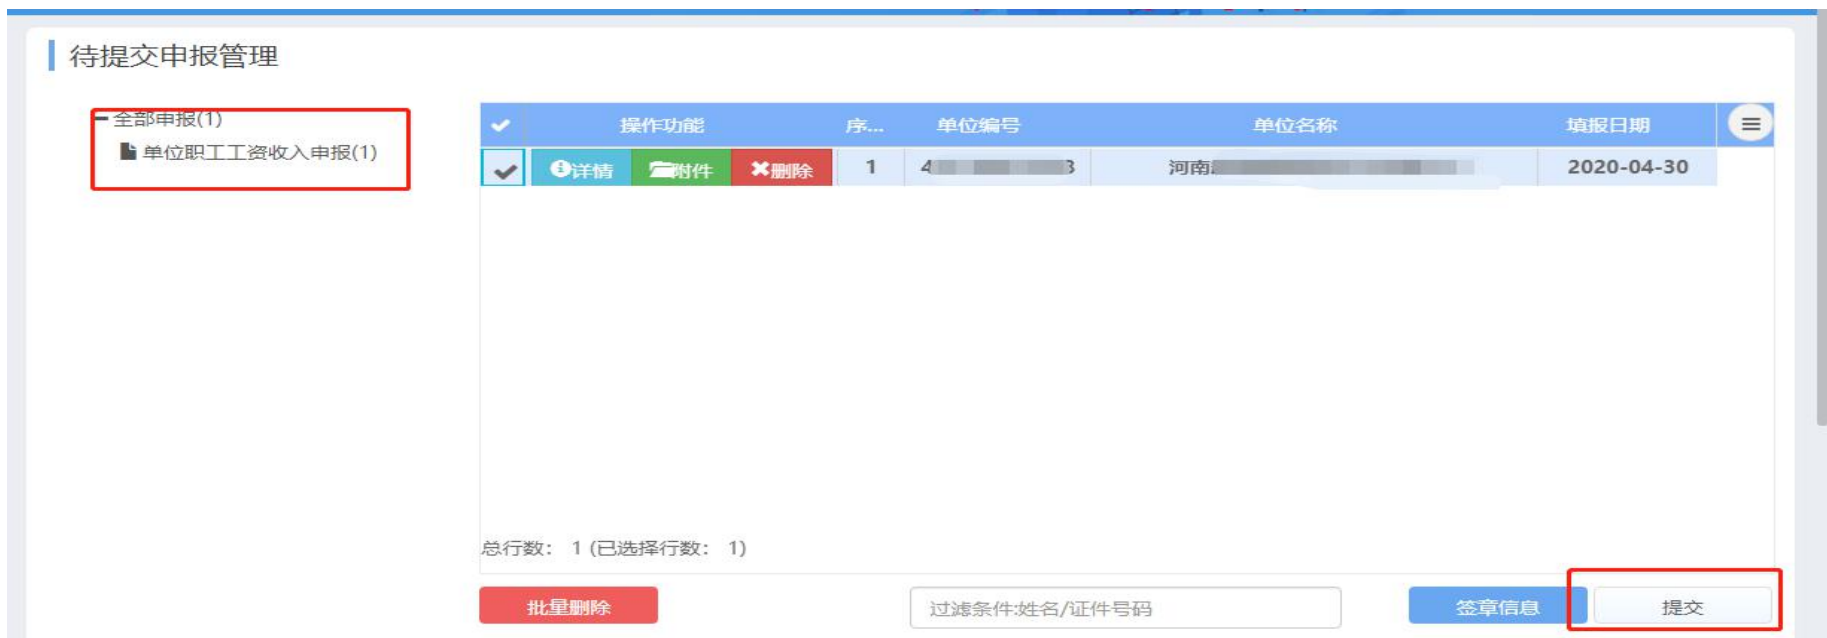 待提交申报管理
全部申报(1)
单位职工工资收入申报(1)
操作功能 序... 单位编号 单位名称 填报日期
详情 附件 删除 1 4 3 河南 2020-04-30
总行数： 1 (已选择行数： 1)
批量删除 过滤条件:姓名/证件号码 签章信息 提交